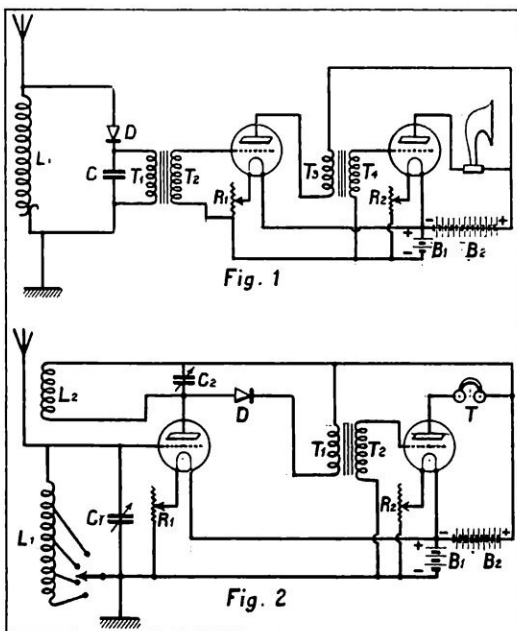 L1
D
C
T1
T2
R1
T3
T4
R2
- +
+
-
B1
B2
Fig. 1
L2
C2
D
T1
T2
T
L1
C1
R1
R2
- +
+
-
B1
B2
Fig. 2